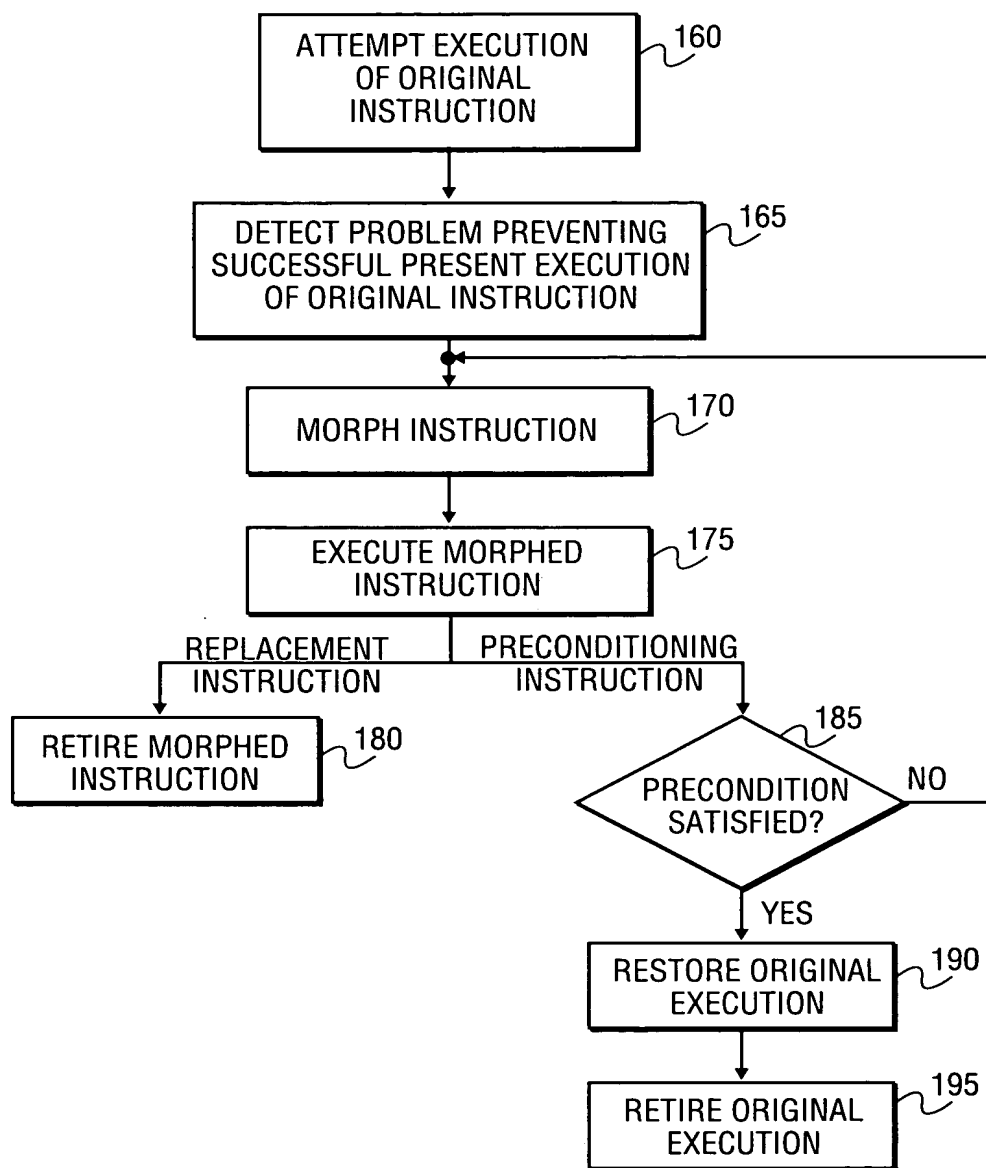 ATTEMPT EXECUTION
OF ORIGINAL
INSTRUCTION
160
DETECT PROBLEM PREVENTING
SUCCESSFUL PRESENT EXECUTION
OF ORIGINAL INSTRUCTION
165
MORPH INSTRUCTION
170
EXECUTE MORPHED
INSTRUCTION
175
REPLACEMENT
INSTRUCTION
PRECONDITIONING
INSTRUCTION
RETIRE MORPHED
INSTRUCTION
180
185
PRECONDITION
SATISFIED?
NO
YES
RESTORE ORIGINAL
EXECUTION
190
RETIRE ORIGINAL
EXECUTION
195